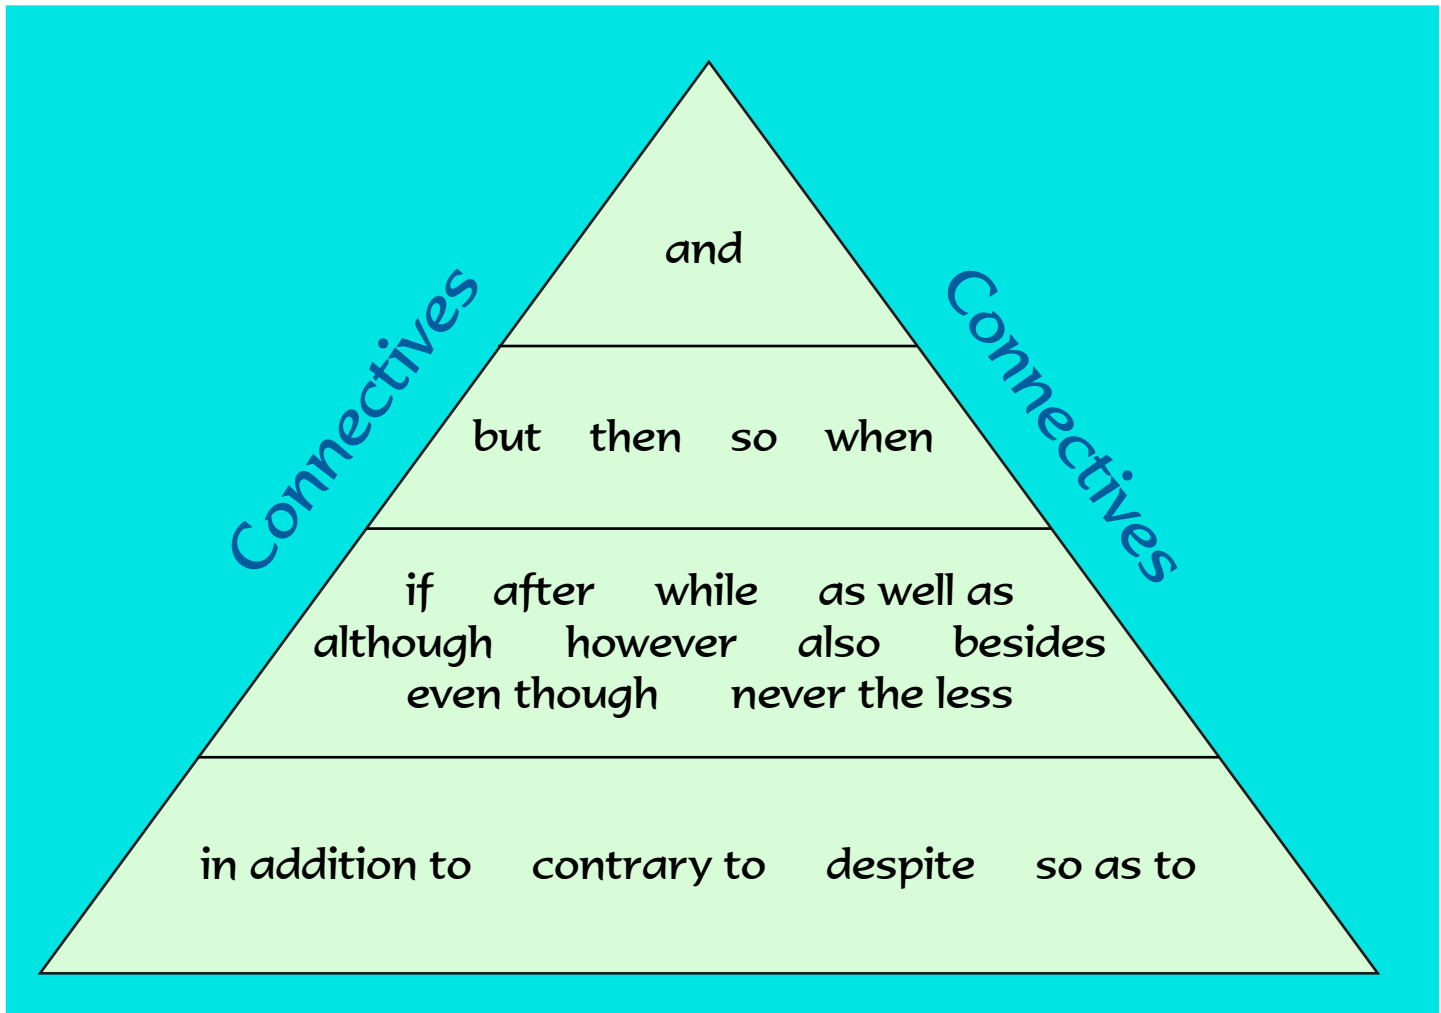 Connectives
Connectives
and
but then so when
if after while as well as
although however also besides
even though never the less
in addition to contrary to despite so as to